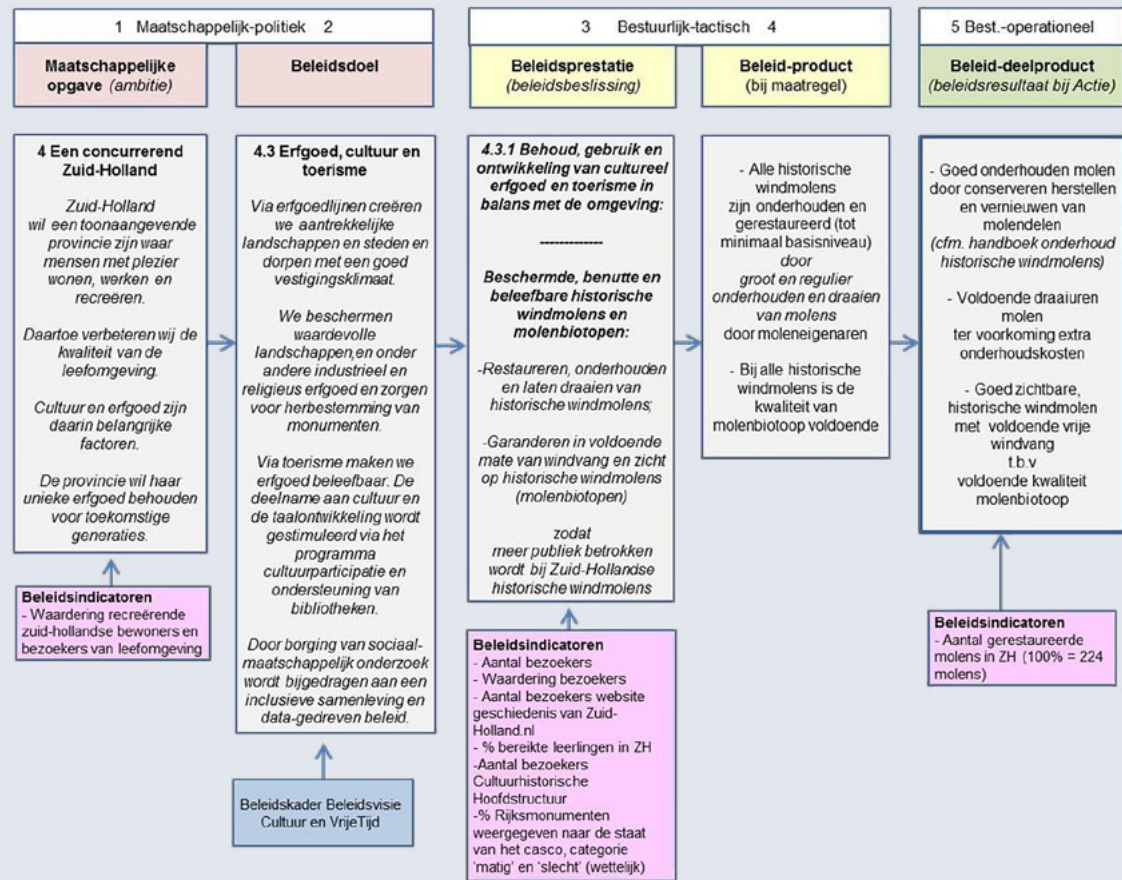 1 Maatschappelijk-politiek 2
3 Bestuurlijk-tactisch 4
5 Best.-operationeel
Maatschappelijke
opgave (ambitie)
Beleidsdoel
Beleidsprestatie
(beleidsbeslissing)
Beleid-product
(bij maatregel)
Beleid-deelproduct
(beleidsresultaat bij Actie)
4 Een concurrerend
Zuid-Holland
Zuid-Holland
wil een toonaangevende
provincie zijn waar
mensen met plezier
wonen, werken en
recreëren.
Daartoe verbeteren wij de
kwaliteit van de
leefomgeving.
Cultuur en erfgoed zijn
daarin belangrijke
factoren.
De provincie wil haar
unieke erfgoed behouden
voor toekomstige
generaties.
Beleidsindicatoren
- Waardering recreërende
zuid-hollandse bewoners en
bezoekers van leefomgeving
4.3 Erfgoed, cultuur en
toerisme
Via erfgoedlijnen creëren
we aantrekkelijke
landschappen en steden en
dorpen met een goed
vestigingsklimaat.
We beschermen
waardevolle
landschappen,en onder
andere industrieel en
religieus erfgoed en zorgen
voor herbestemming van
monumenten.
Via toerisme maken we
erfgoed beleefbaar. De
deelname aan cultuur en
de taalontwikkeling wordt
gestimuleerd via het
programma
cultuurparticipatie en
ondersteuning van
bibliotheken.
Door borging van sociaal-
maatschappelijk onderzoek
wordt bijgedragen aan een
inclusieve samenleving en
data-gedreven beleid.
Beleidskader Beleidsvisie
Cultuur en VrijeTijd
4.3.1 Behoud, gebruik en
ontwikkeling van cultureel
erfgoed en toerisme in
balans met de omgeving:
-------------
Beschermde, benutte en
beleefbare historische
windmolens en
molenbiotopen:
-Restaureren, onderhouden
en laten draaien van
historische windmolens;
-Garanderen in voldoende
mate van windvang en zicht
op historische windmolens
(molenbiotopen)
zodat
meer publiek betrokken
wordt bij Zuid-Hollandse
historische windmolens
Beleidsindicatoren
- Aantal bezoekers
- Waardering bezoekers
- Aantal bezoekers website
geschiedenis van Zuid-
Holland.nl
- % bereikte leerlingen in ZH
-Aantal bezoekers
Cultuurhistorische
Hoofdstructuur
-% Rijksmonumenten
weergegeven naar de staat
van het casco, categorie
'matig' en 'slecht' (wettelijk)
- Alle historische
windmolens
zijn onderhouden en
gerestaureerd (tot
minimaal basisniveau)
door
groot en regulier
onderhouden en draaien
van molens
door moleneigenaren
- Bij alle historische
windmolens is de
kwaliteit van
molenbiotoop voldoende
- Goed onderhouden molen
door conserveren herstellen
en vernieuwen van
molendelen
(cfm. handboek onderhoud
historische windmolens)
- Voldoende draaiuren
molen
ter voorkoming extra
onderhoudskosten
- Goed zichtbare,
historische windmolen
met voldoende vrije
windvang
t.b.v
voldoende kwaliteit
molenbiotoop
Beleidsindicatoren
- Aantal gerestaureerde
molens in ZH (100% = 224
molens)